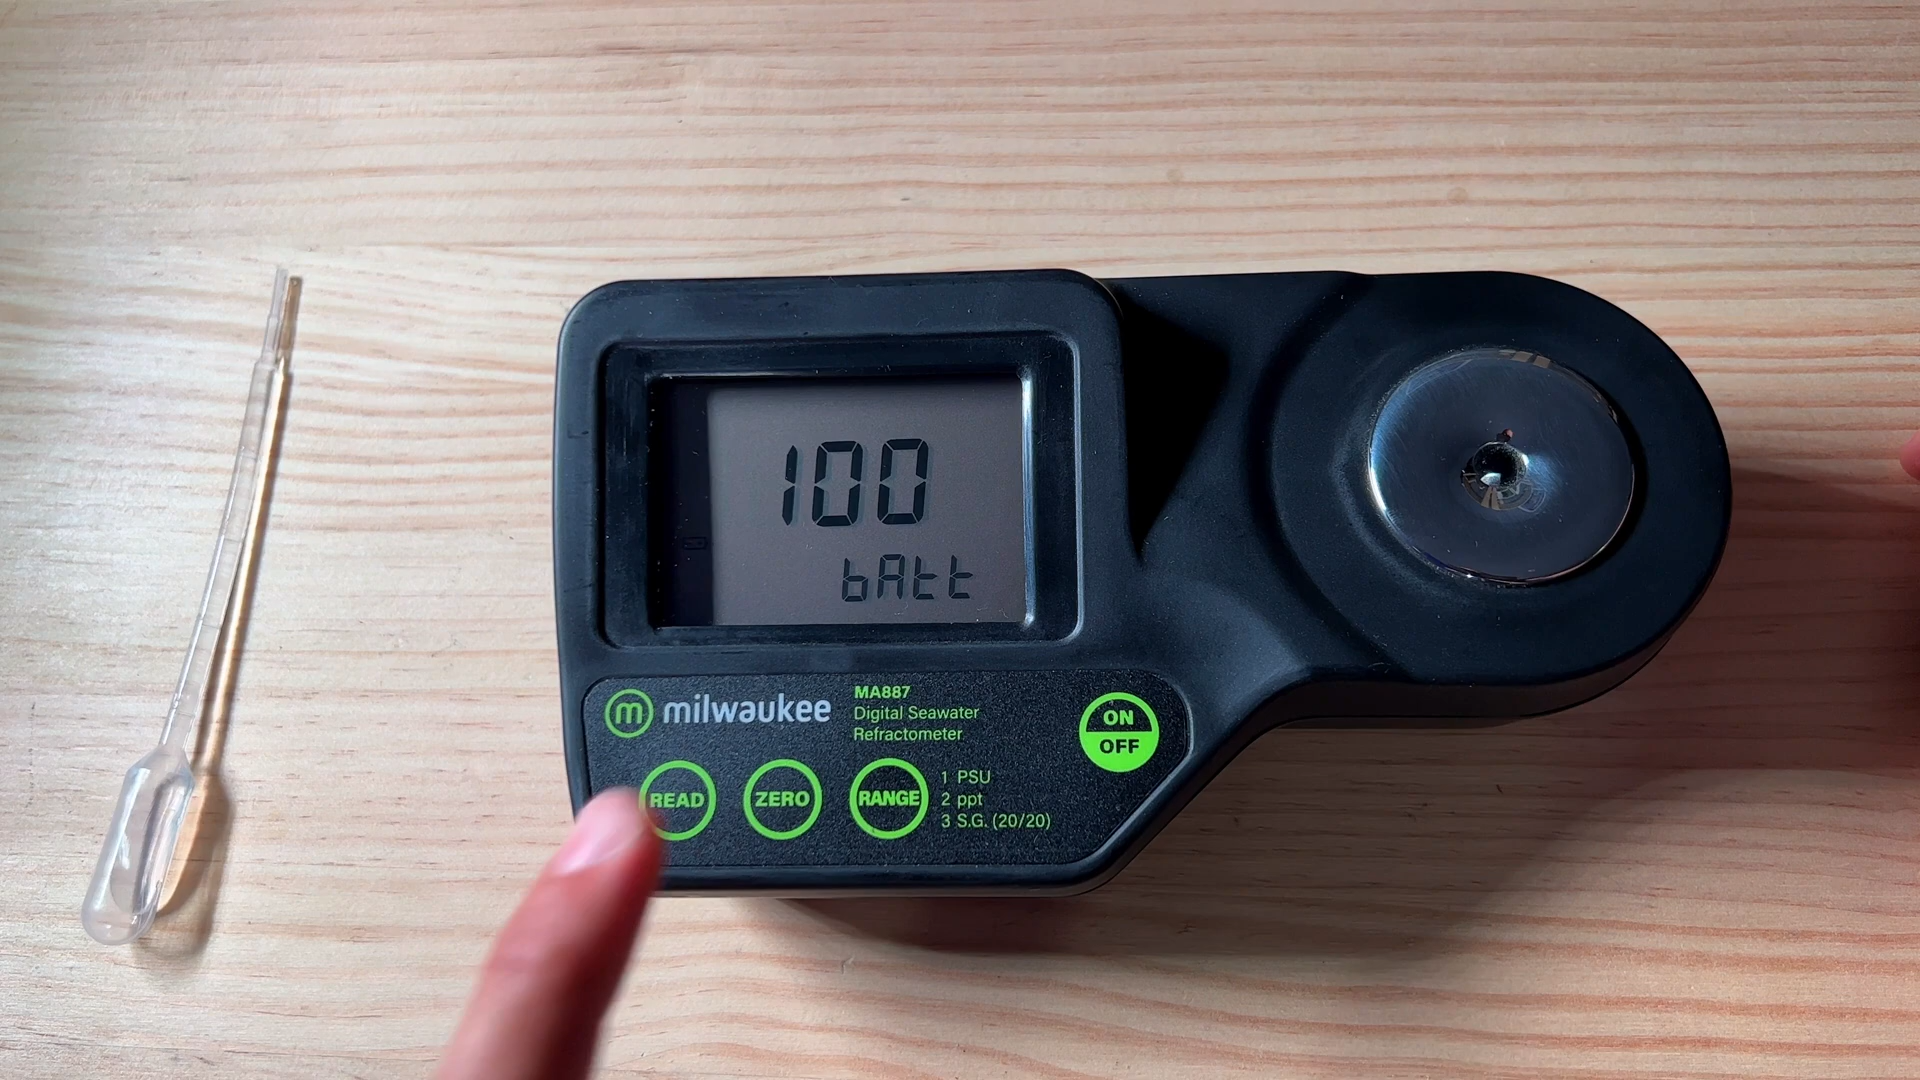 100
bAtt
m milwaukee
MA887
Digital Seawater
Refractometer
ON
OFF
READ
ZERO
RANGE
1 PSU
2 ppt
3 S.G. (20/20)